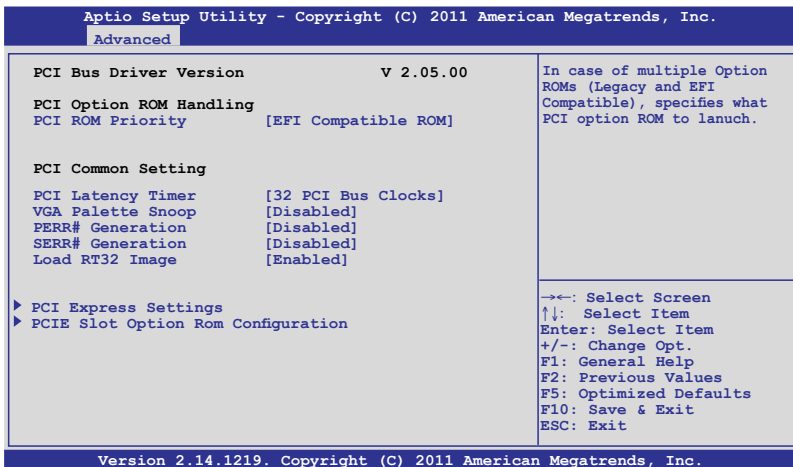 Aptio Setup Utility - Copyright (C) 2011 American Megatrends, Inc.
Advanced
PCI Bus Driver Version V 2.05.00
PCI Option ROM Handling
PCI ROM Priority [EFI Compatible ROM]
PCI Common Setting
PCI Latency Timer [32 PCI Bus Clocks]
VGA Palette Snoop [Disabled]
PERR# Generation [Disabled]
SERR# Generation [Disabled]
Load RT32 Image [Enabled]
PCI Express Settings
PCIE Slot Option Rom Configuration
In case of multiple Option
ROMs (Legacy and EFI
Compatible), specifies what
PCI option ROM to lanuch.
→←: Select Screen
↑↓: Select Item
Enter: Select Item
+/-: Change Opt.
F1: General Help
F2: Previous Values
F5: Optimized Defaults
F10: Save & Exit
ESC: Exit
Version 2.14.1219. Copyright (C) 2011 American Megatrends, Inc.